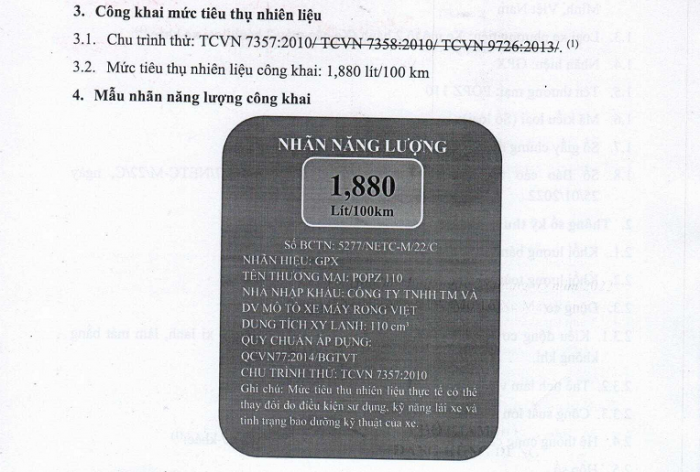 3. Công khai mức tiêu thụ nhiên liệu
3.1. Chu trình thử: TCVN 7357:2010/ TCVN 7358:2010/ TCVN 9726:2013/. (1)
3.2. Mức tiêu thụ nhiên liệu công khai: 1,880 lít/100 km
4. Mẫu nhãn năng lượng công khai
NHÃN NĂNG LƯỢNG
1,880
Lít/100km
Số BCTN: 5277/NETC-M/22/C
NHÃN HIỆU: GPX
TÊN THƯƠNG MẠI: POPZ 110
NHÀ NHẬP KHẨU: CÔNG TY TNHH TM VÀ
DV MÔ TÔ XE MÁY RỒNG VIỆT
DUNG TÍCH XY LANH: 110 cm³
QUY CHUẨN ÁP DỤNG:
QCVN77:2014/BGTVT
CHU TRÌNH THỬ: TCVN 7357:2010
Ghi chú: Mức tiêu thụ nhiên liệu thực tế có thể
thay đổi do điều kiện sử dụng, kỹ năng lái xe và
tình trạng bảo dưỡng kỹ thuật của xe.